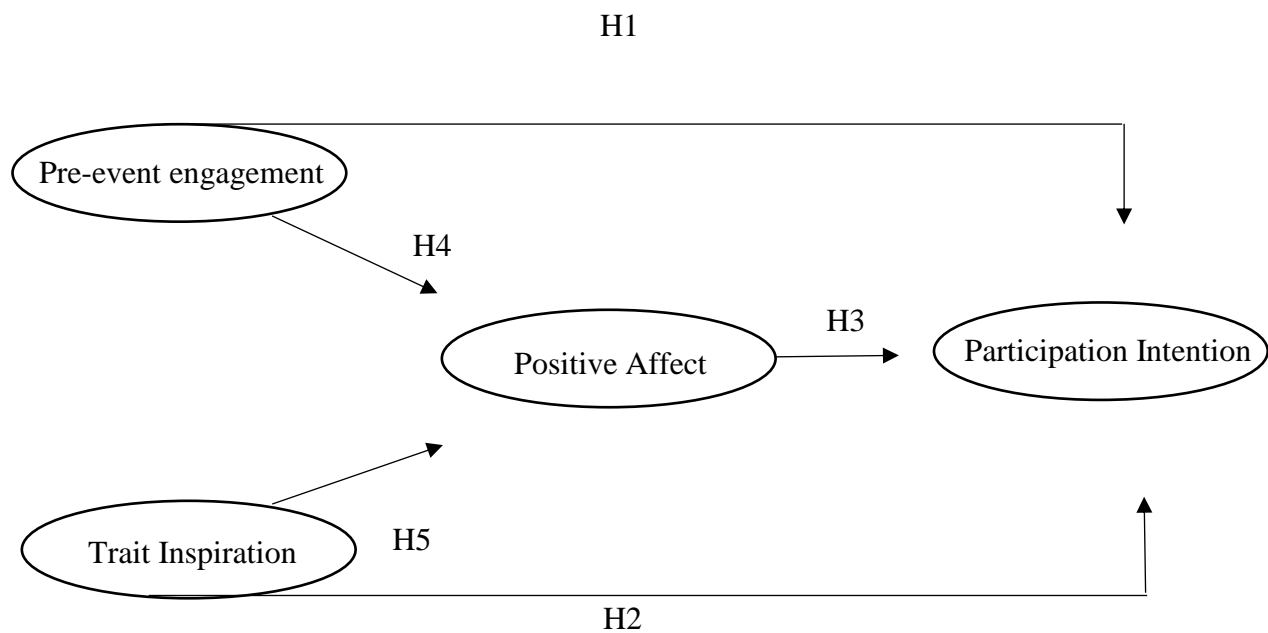 H1
Pre-event engagement
H4
H3
Positive Affect
Participation Intention
Trait Inspiration
H5
H2